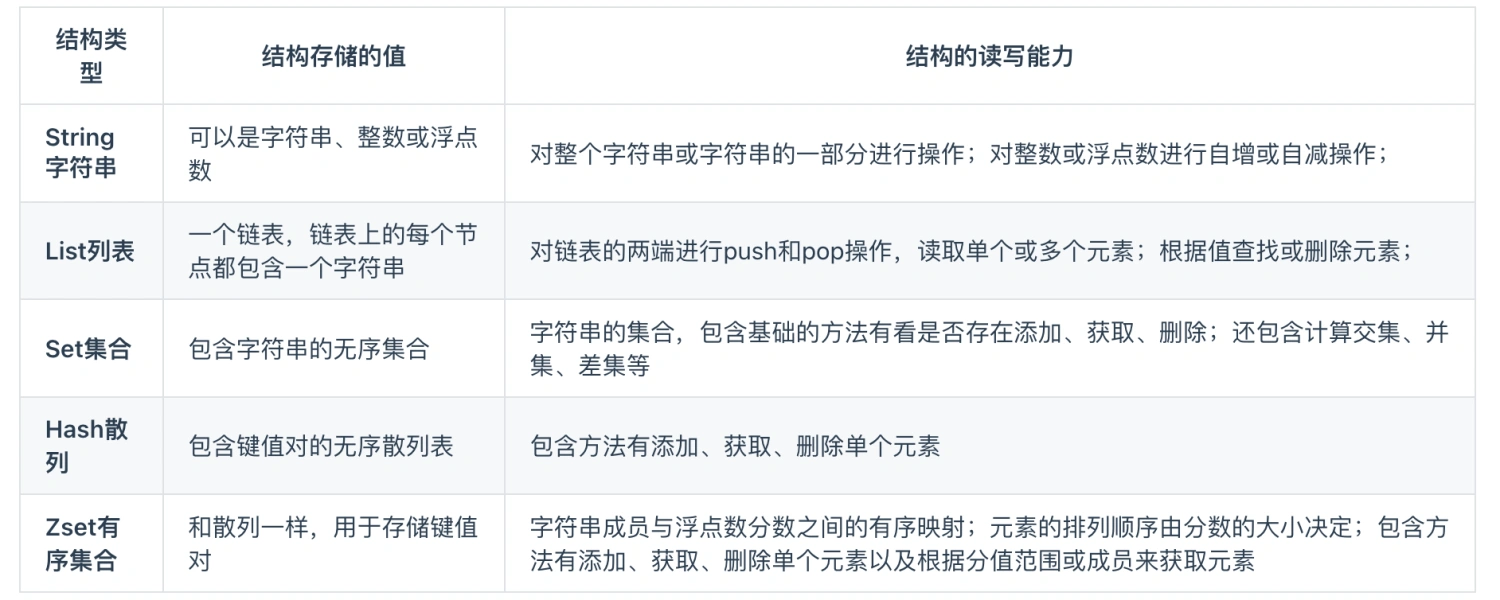 结构类
型
结构存储的值
结构的读写能力
String
字符串
可以是字符串、整数或浮点
数
对整个字符串或字符串的一部分进行操作；对整数或浮点数进行自增或自减操作；
List列表
一个链表，链表上的每个节
点都包含一个字符串
对链表的两端进行push和pop操作，读取单个或多个元素；根据值查找或删除元素；
Set集合
包含字符串的无序集合
字符串的集合，包含基础的方法有看是否存在添加、获取、删除；还包含计算交集、并
集、差集等
Hash散
列
包含键值对的无序散列表
包含方法有添加、获取、删除单个元素
Zset有
序集合
和散列一样，用于存储键值
对
字符串成员与浮点数分数之间的有序映射；元素的排列顺序由分数的大小决定；包含方
法有添加、获取、删除单个元素以及根据分值范围或成员来获取元素